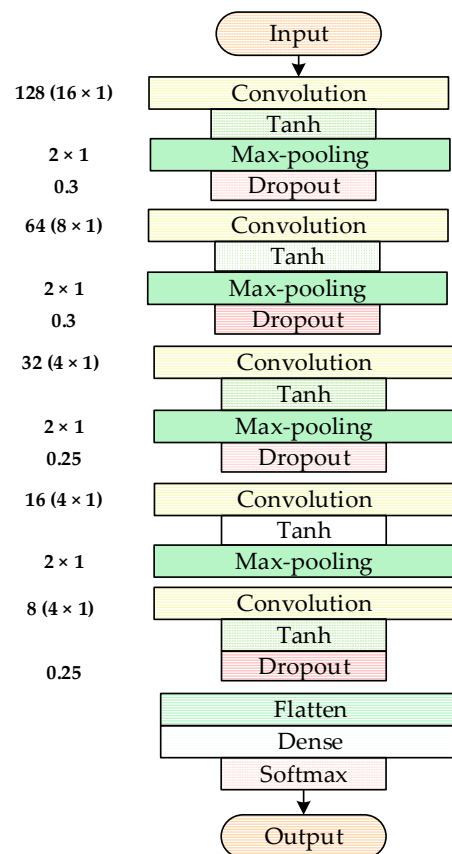 Input
128 (16 × 1) Convolution
Tanh
2 × 1 Max-pooling
0.3 Dropout
64 (8 × 1) Convolution
Tanh
2 × 1 Max-pooling
0.3 Dropout
32 (4 × 1) Convolution
Tanh
2 × 1 Max-pooling
0.25 Dropout
16 (4 × 1) Convolution
Tanh
2 × 1 Max-pooling
8 (4 × 1) Convolution
Tanh
0.25 Dropout
Flatten
Dense
Softmax
Output